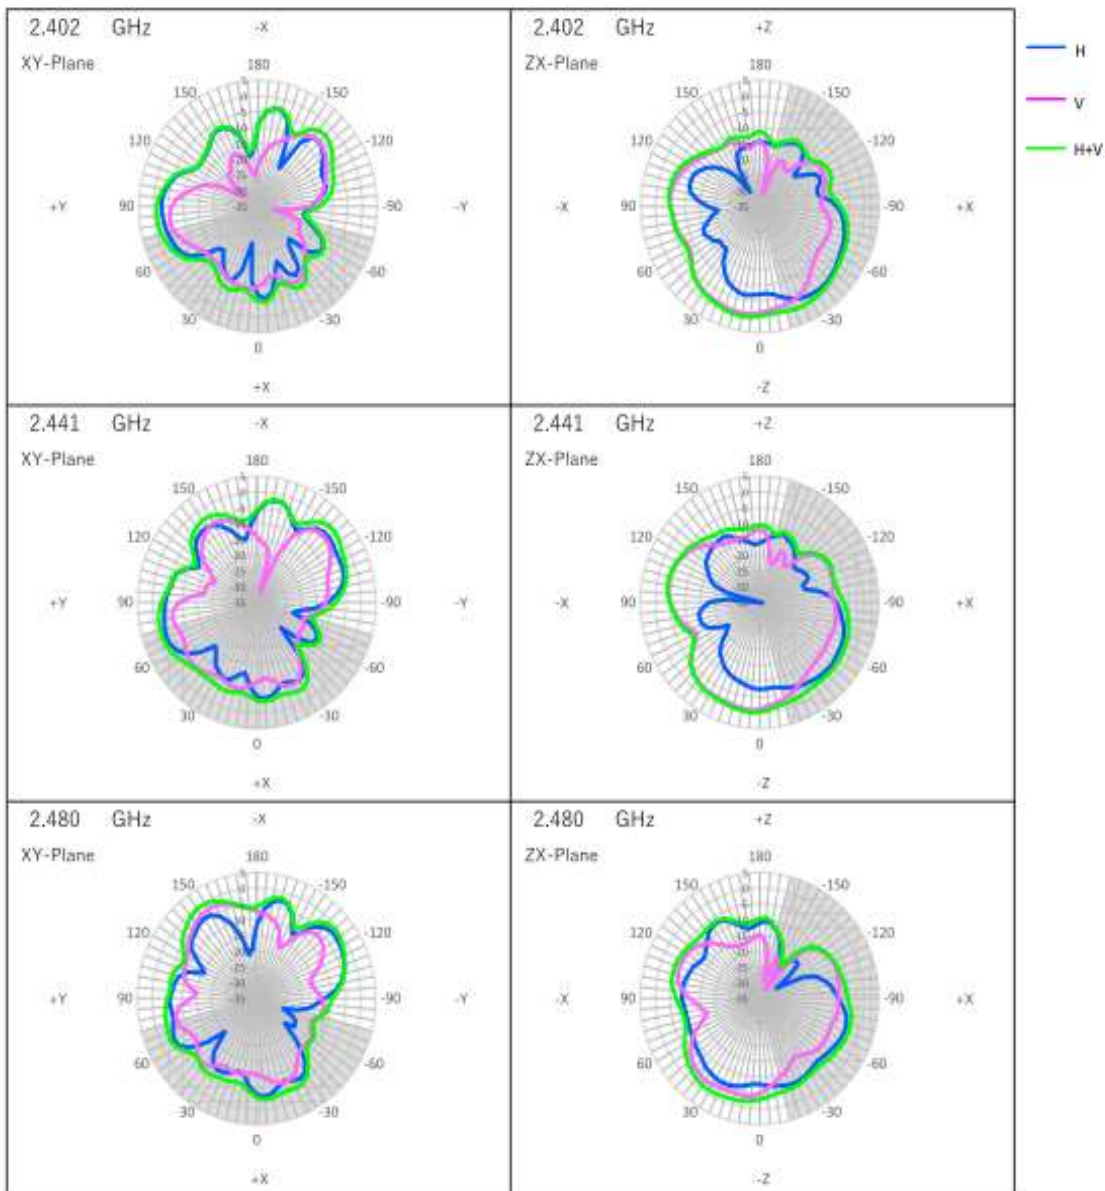 2.402 GHz -X
XY-Plane
180
150 -150
120 -120
+Y 90 -90 -Y
60 -60
30 -30
0
+X
2.402 GHz +Z
ZX-Plane
180
150 -150
120 -120
-X 90 -90 +X
60 -60
30 -30
0
-Z
H
V
H+V
2.441 GHz -X
XY-Plane
180
150 -150
120 -120
+Y 90 -90 -Y
60 -60
30 -30
0
+X
2.441 GHz +Z
ZX-Plane
180
150 -150
120 -120
-X 90 -90 +X
60 -60
30 -30
0
-Z
2.480 GHz -X
XY-Plane
180
150 -150
120 -120
+Y 90 -90 -Y
60 -60
30 -30
0
+X
2.480 GHz +Z
ZX-Plane
180
150 -150
120 -120
-X 90 -90 +X
60 -60
30 -30
0
-Z